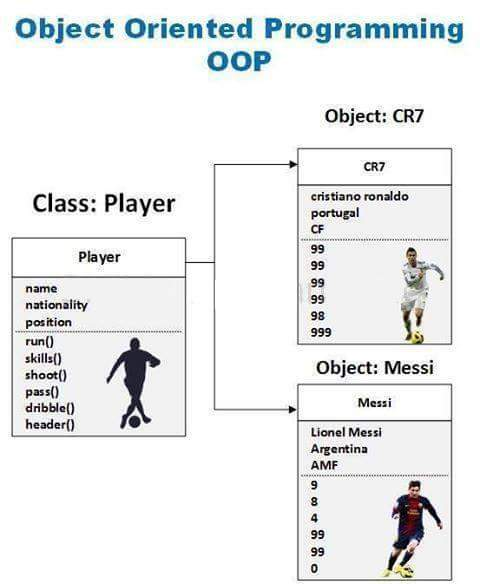 Object Oriented Programming
OOP
Class: Player
Player
name
nationality
position
run()
skills()
shoot()
pass()
dribble()
header()
Object: CR7
CR7
cristiano ronaldo
portugal
CF
99
99
99
99
98
999
Object: Messi
Messi
Lionel Messi
Argentina
AMF
9
8
4
99
99
0